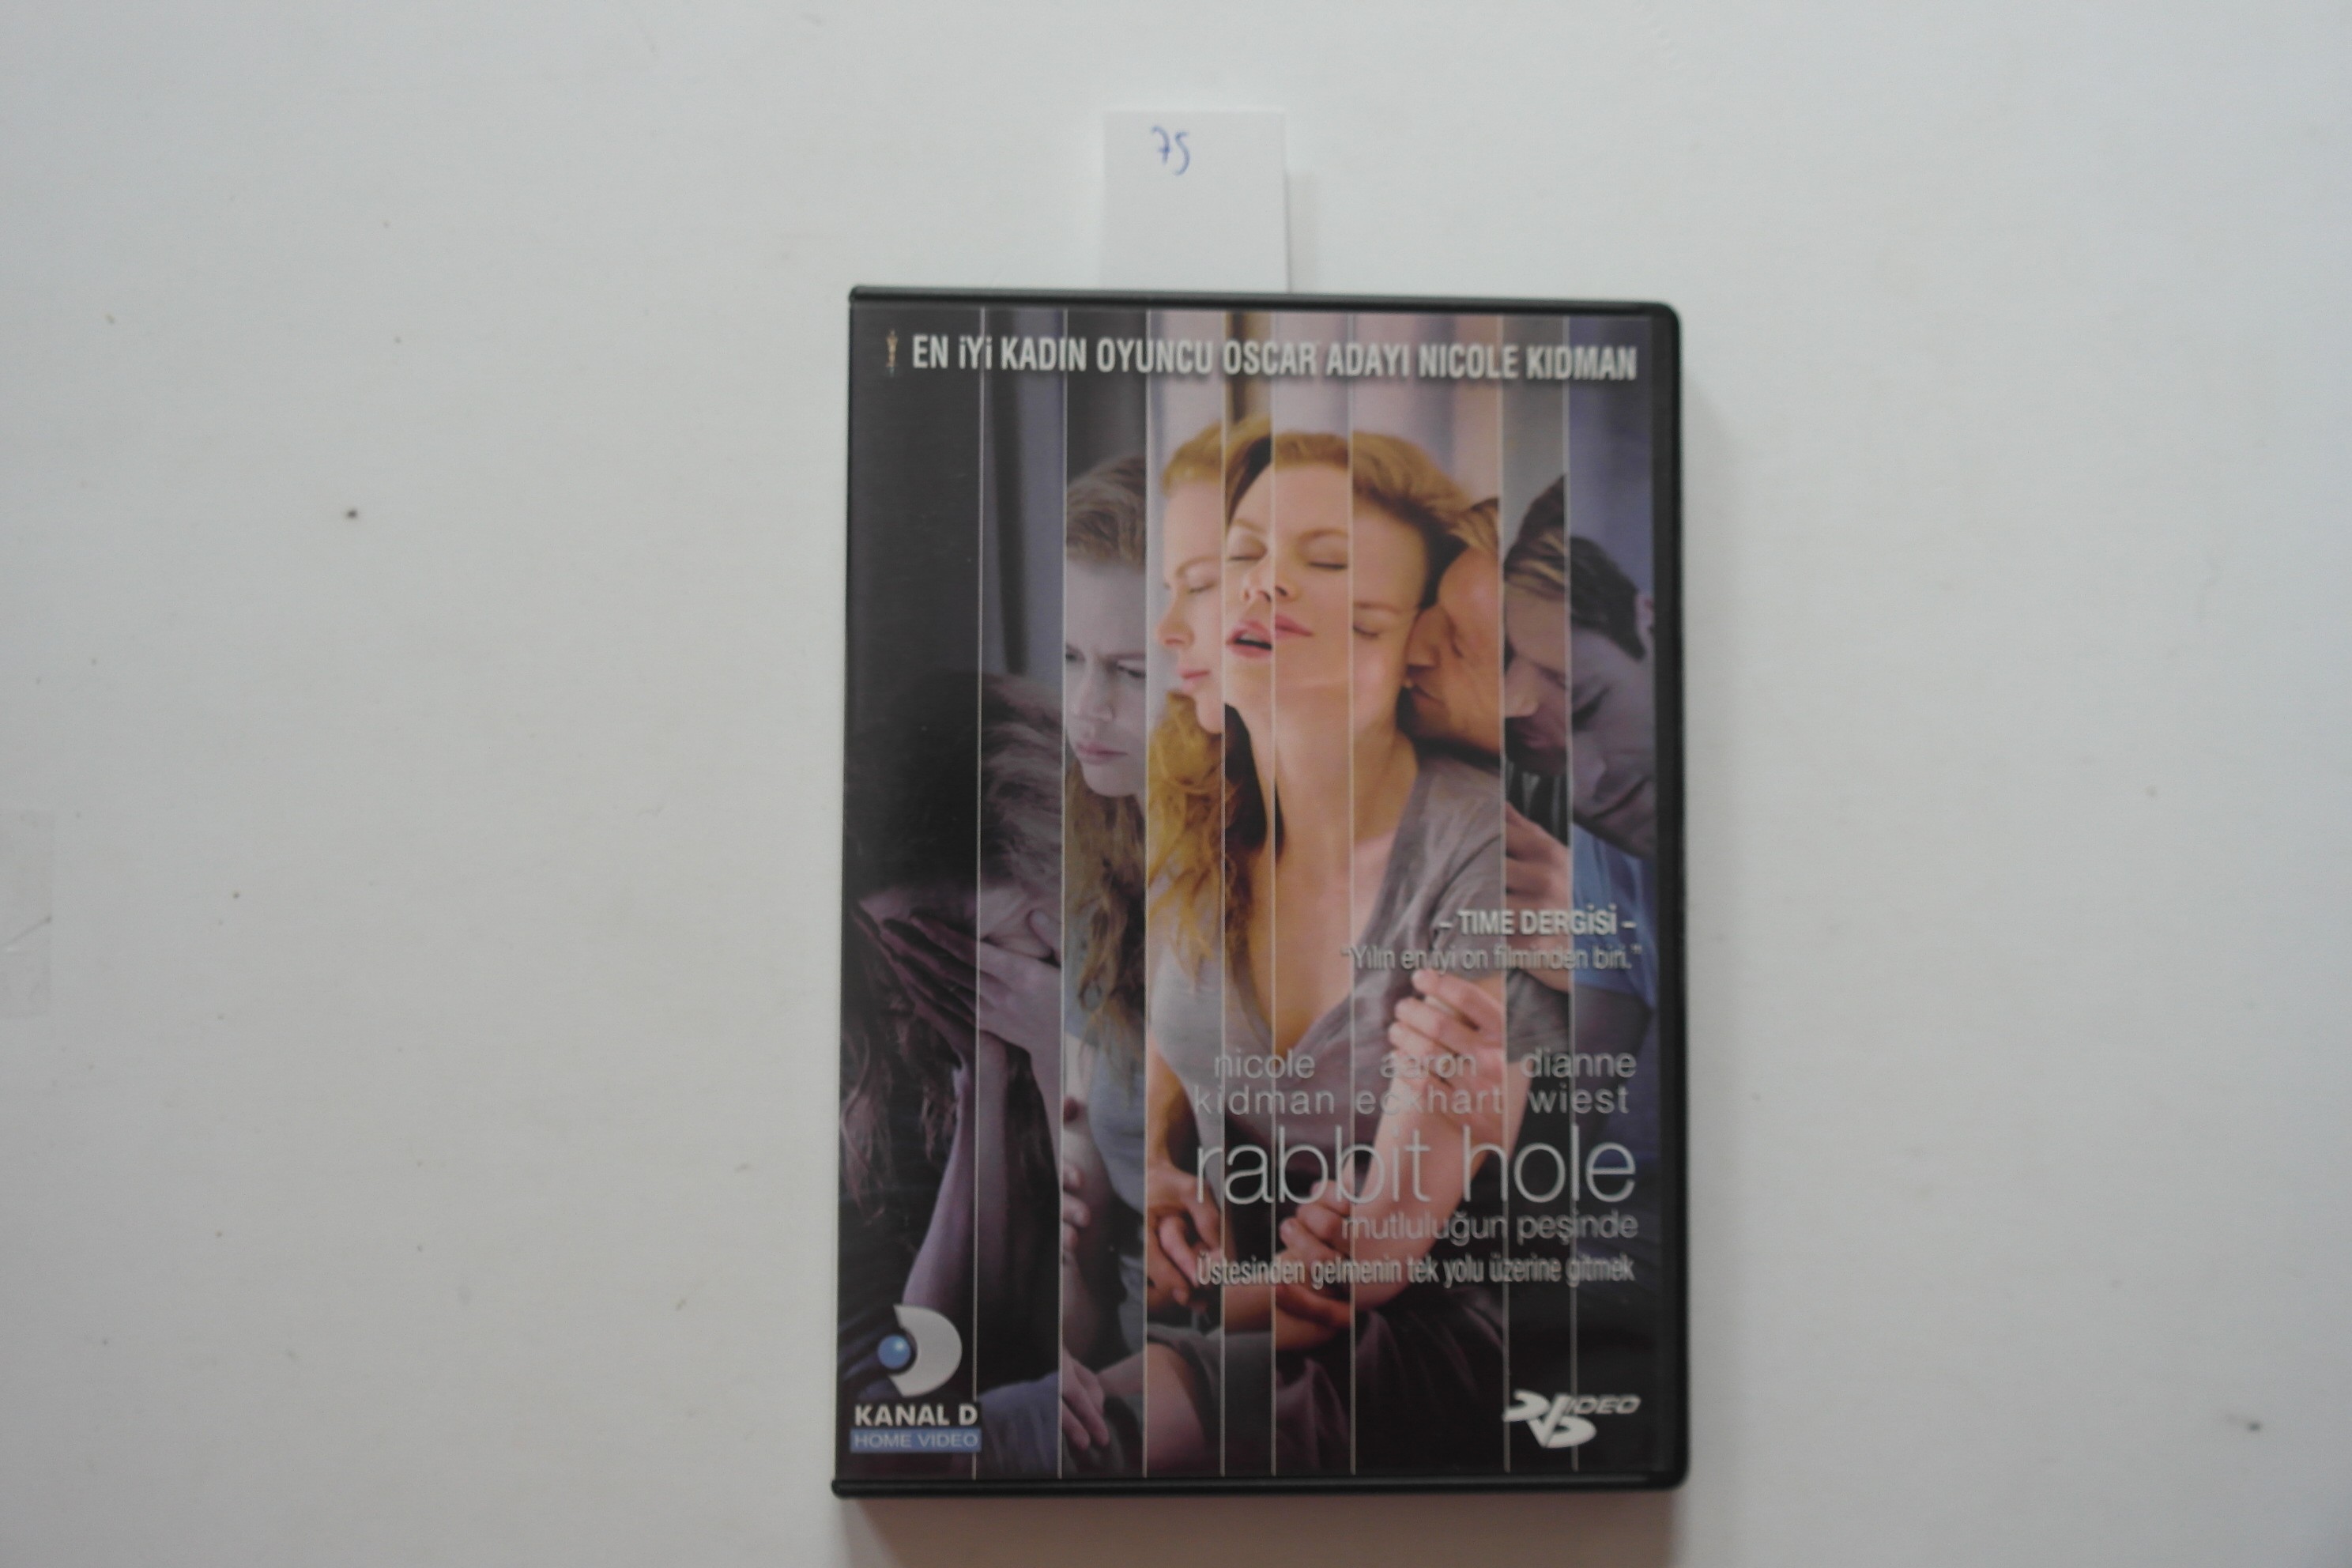 75
EN İYİ KADIN OYUNCU OSCAR ADAYI NICOLE KIDMAN
– TIME DERGİSİ –
“Yılın en iyi on filminden biri.”
nicole aaron dianne
kidman eckhart wiest
rabbit hole
mutluluğun peşinde
Üstesinden gelmenin tek yolu üzerine gitmek
KANAL D
HOME VIDEO
VIDEO